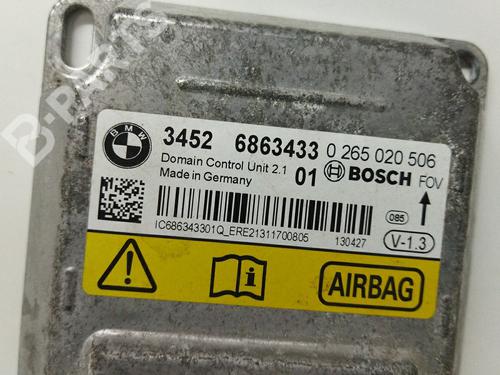 B-PARTS
BMW
3452 6863433 0 265 020 506
Domain Control Unit 2.1 01 BOSCH FOV
Made in Germany
085
IC686343301Q_ERE21311700805 130427
V-1.3
AIRBAG